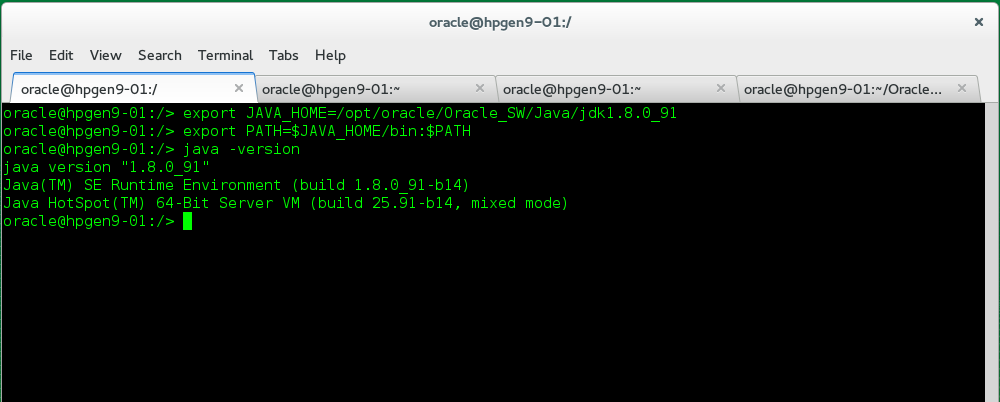 oracle@hpgen9-01:/
File Edit View Search Terminal Tabs Help
oracle@hpgen9-01:/ oracle@hpgen9-01:~ oracle@hpgen9-01:~ oracle@hpgen9-01:~/Oracle...
oracle@hpgen9-01:/> export JAVA_HOME=/opt/oracle/Oracle_SW/Java/jdk1.8.0_91
oracle@hpgen9-01:/> export PATH=$JAVA_HOME/bin:$PATH
oracle@hpgen9-01:/> java -version
java version "1.8.0_91"
Java(TM) SE Runtime Environment (build 1.8.0_91-b14)
Java HotSpot(TM) 64-Bit Server VM (build 25.91-b14, mixed mode)
oracle@hpgen9-01:/>